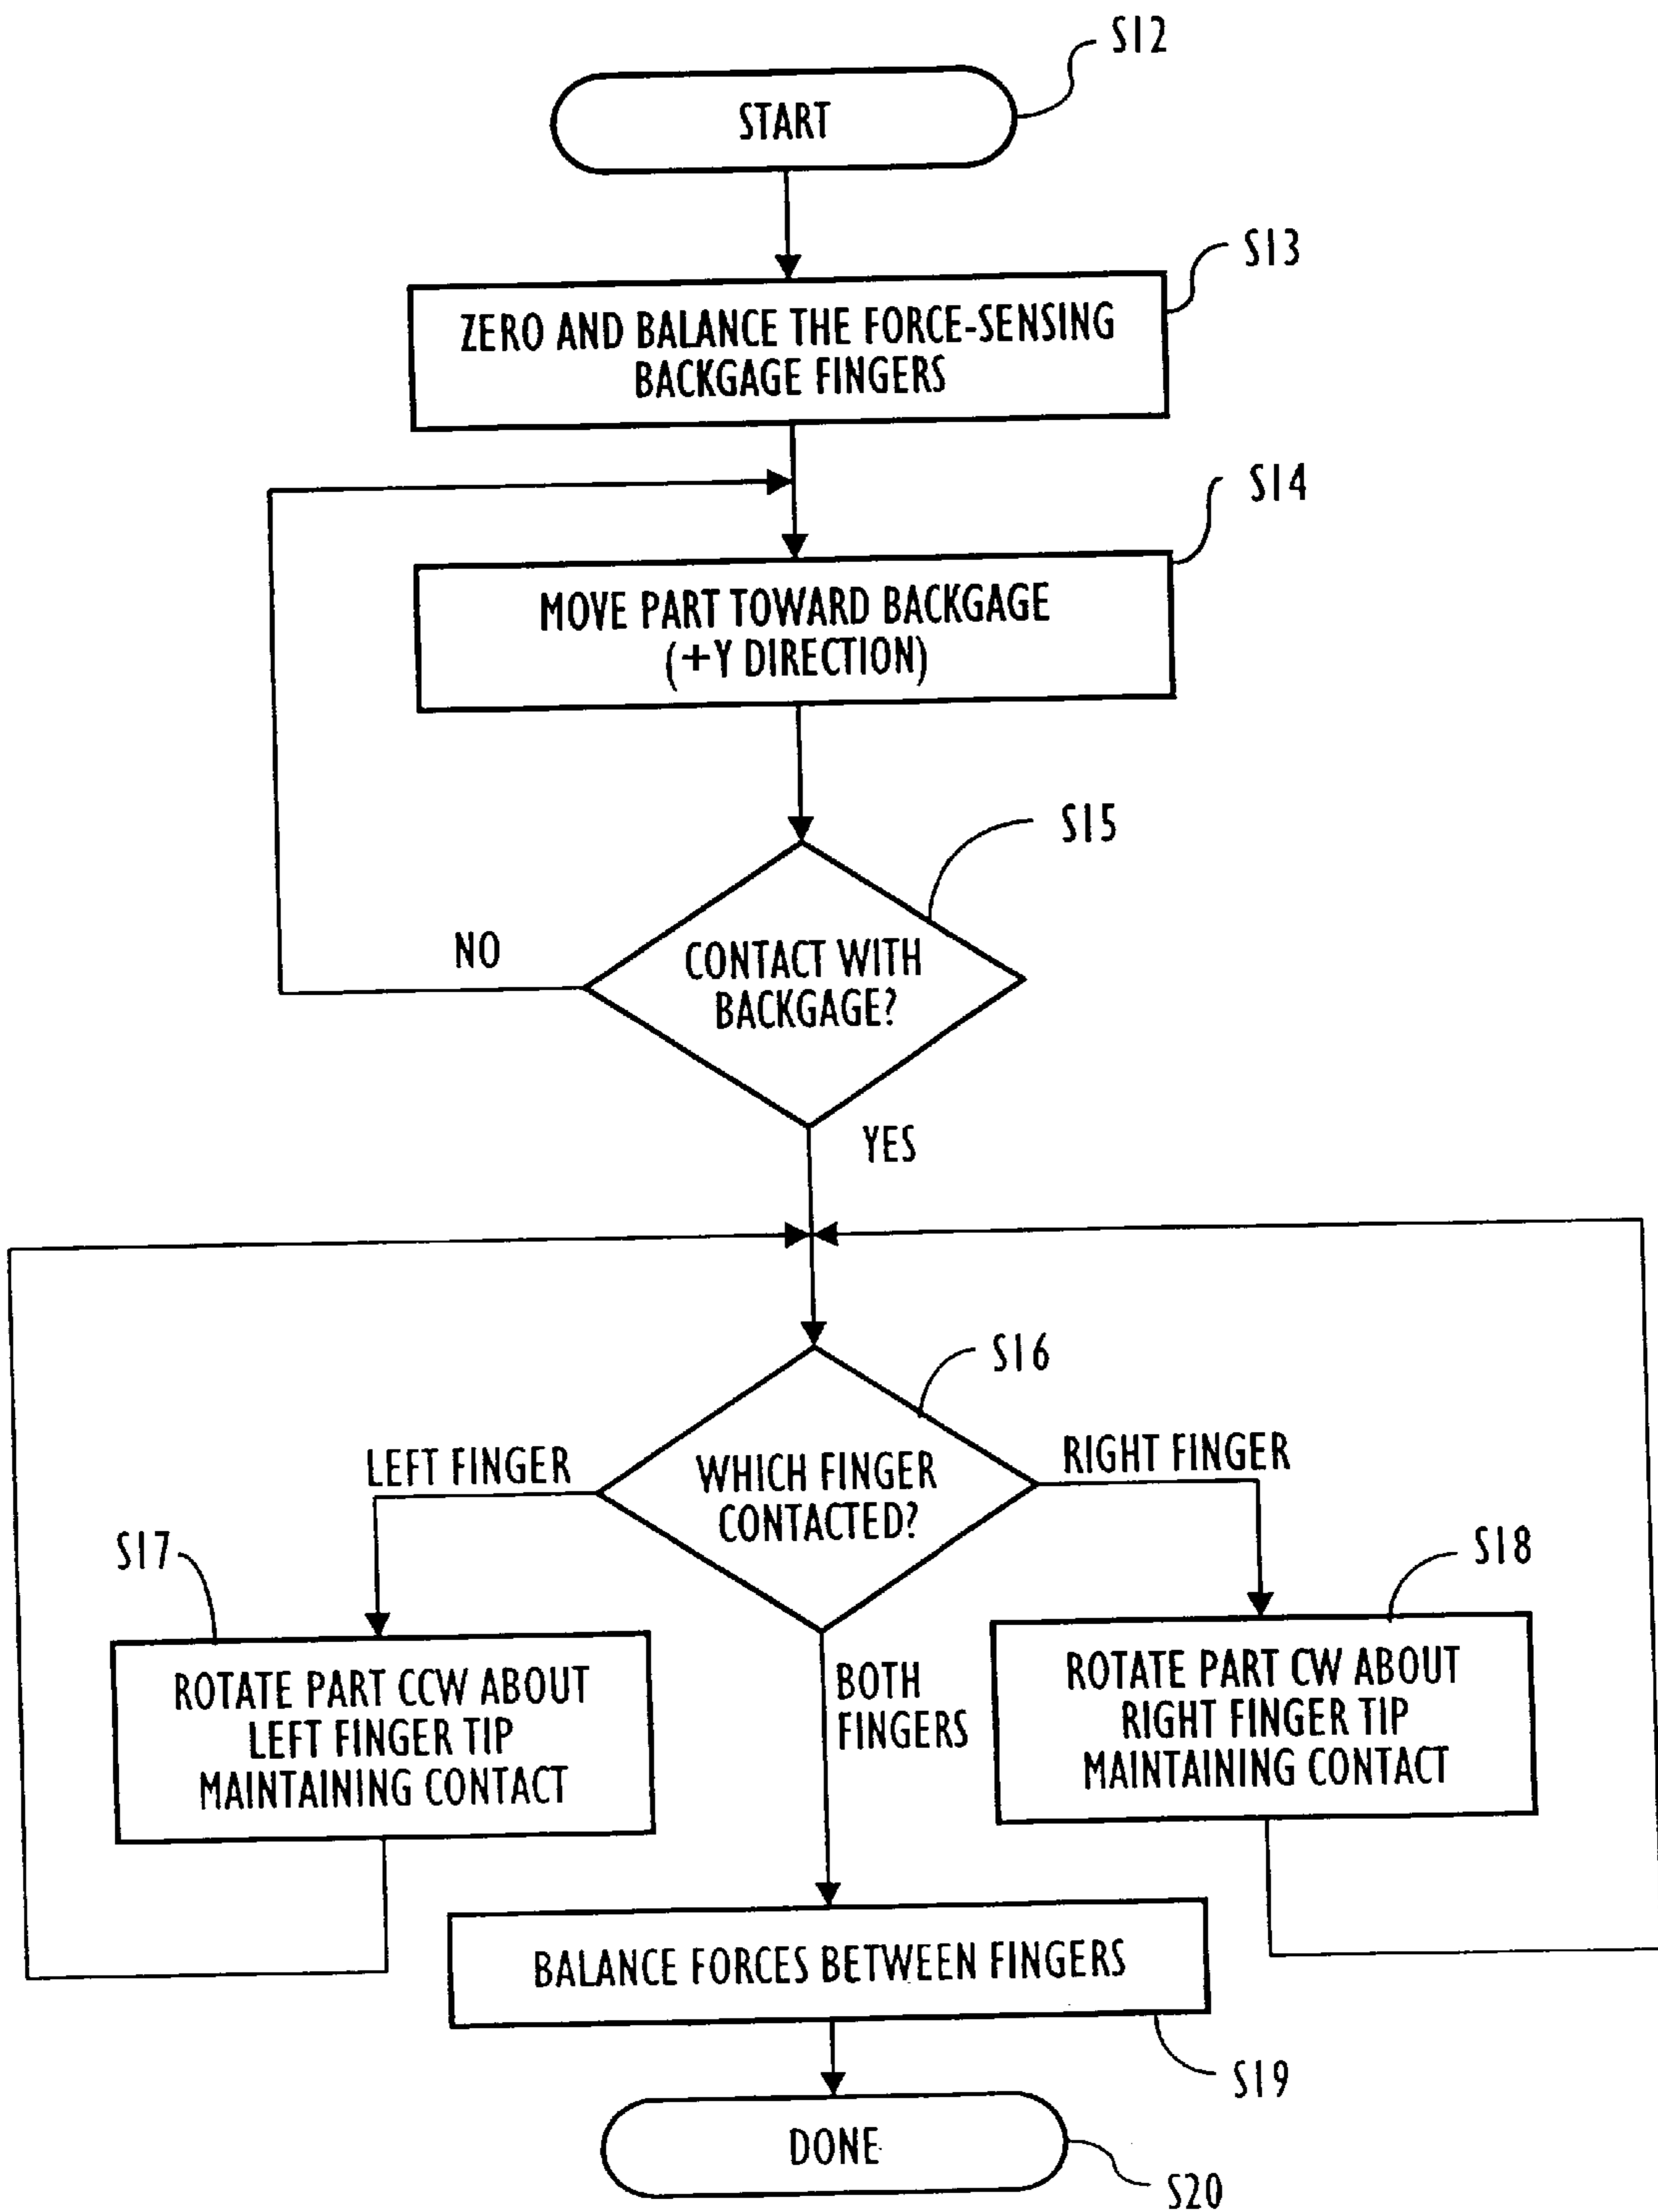 S12
START
S13
ZERO AND BALANCE THE FORCE-SENSING
BACKGAGE FINGERS
S14
MOVE PART TOWARD BACKGAGE
(+Y DIRECTION)
S15
NO
CONTACT WITH
BACKGAGE?
YES
S16
LEFT FINGER
WHICH FINGER
CONTACTED?
RIGHT FINGER
S17
S18
ROTATE PART CCW ABOUT
LEFT FINGER TIP
MAINTAINING CONTACT
BOTH
FINGERS
ROTATE PART CW ABOUT
RIGHT FINGER TIP
MAINTAINING CONTACT
BALANCE FORCES BETWEEN FINGERS
S19
DONE
S20